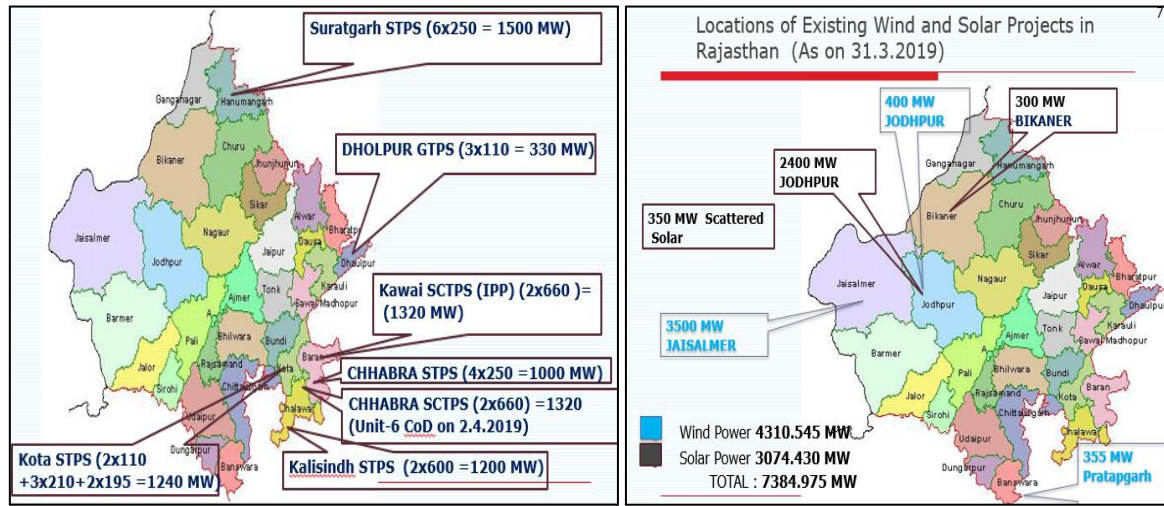 Suratgarh STPS (6x250 = 1500 MW)
Ganganagar
Hanumangarh
DHOLPUR GTPS (3x110 = 330 MW)
Bikaner
Churu
Jhunjhunun
Sikar
Alwar
Jaisalmer
Nagaur
Jaipur
Dausa
Bharatpur
Dhaulpur
Jodhpur
Karauli
Ajmer
Tonk
Sawai Madhopur
Kawai SCTPS (IPP) (2x660 )=
(1320 MW)
Barmer
A
Pali
Bhilwara
Bundi
Baran
Jalor
Rajsamand
Kota
CHHABRA STPS (4x250 =1000 MW)
Sirohi
Chittaurgarh
CHHABRA SCTPS (2x660) =1320
(Unit-6 CoD on 2.4.2019)
Jhalawar
Udaipur
Dungarpur
Banswara
Kota STPS (2x110
+3x210+2x195 =1240 MW)
Kalisindh STPS (2x600 = 1200 MW)
7
Locations of Existing Wind and Solar Projects in
Rajasthan (As on 31.3.2019)
400 MW
JODHPUR
300 MW
BIKANER
Ganganagar
Hanumangarh
2400 MW
JODHPUR
Bikaner
Churu
Jhunjhunun
350 MW Scattered
Solar
Sikar
Alwar
Jaisalmer
Nagaur
Jaipur
Dausa
Bharatpur
Dhaulpur
Jodhpur
Karauli
Ajmer
Tonk
Sawai Madhopur
3500 MW
JAISALMER
Barmer
A
Pali
Bhilwara
Bundi
Baran
Jalor
Rajsamand
Kota
Sirohi
Chittaurgarh
Jhalawar
Udaipur
Wind Power 4310.545 MW
Solar Power 3074.430 MW
TOTAL : 7384.975 MW
Dungarpur
Banswara
355 MW
Pratapgarh